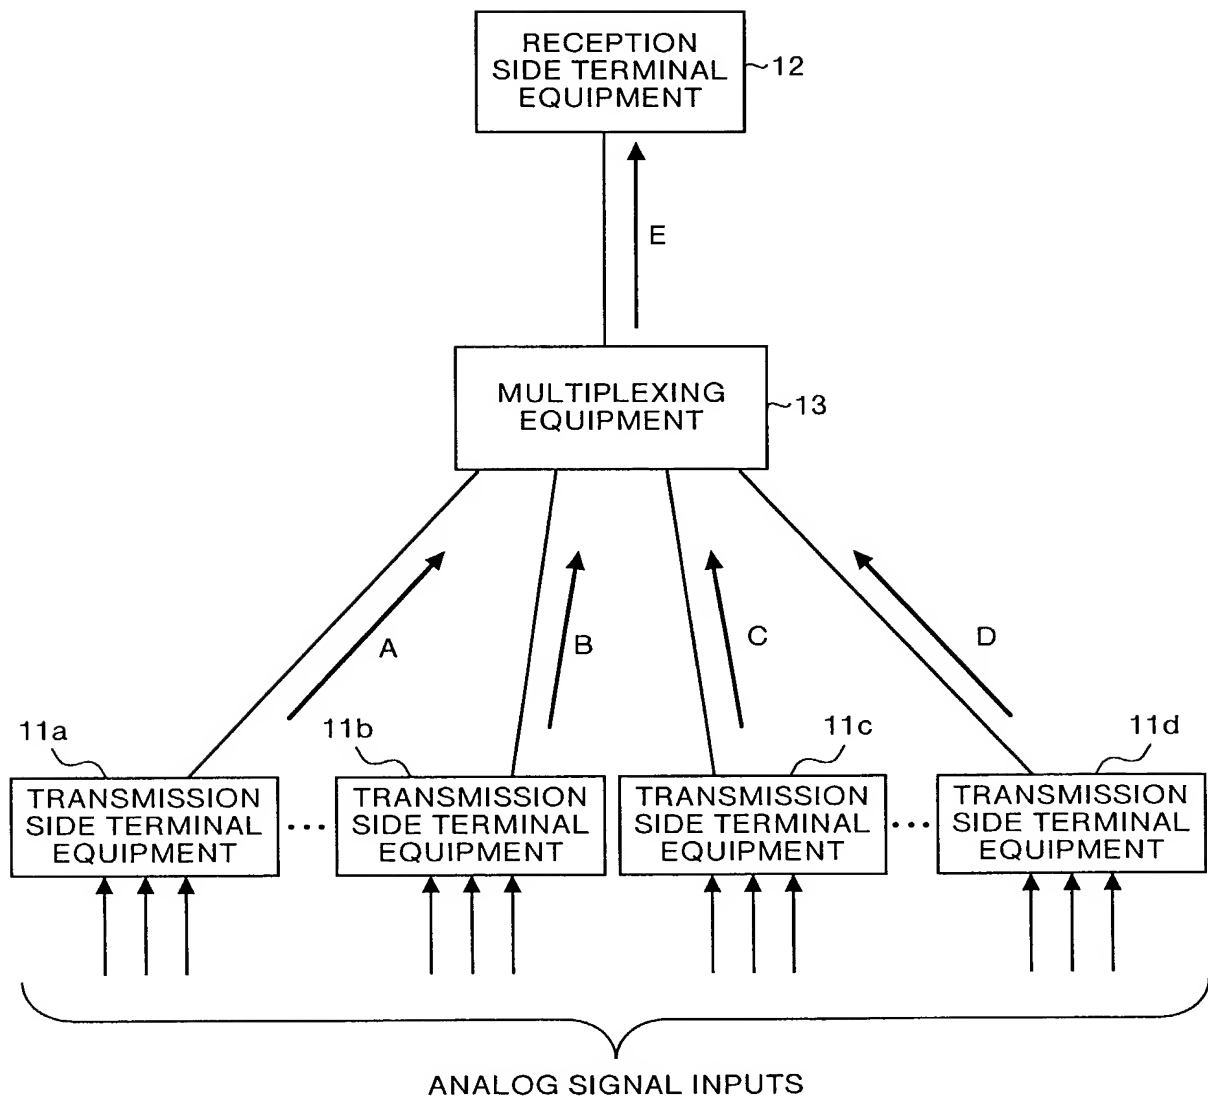 RECEPTION
SIDE TERMINAL
EQUIPMENT
12
E
MULTIPLEXING
EQUIPMENT
13
A
B
C
D
11a
11b
11c
11d
TRANSMISSION
SIDE TERMINAL
EQUIPMENT
...
TRANSMISSION
SIDE TERMINAL
EQUIPMENT
TRANSMISSION
SIDE TERMINAL
EQUIPMENT
...
TRANSMISSION
SIDE TERMINAL
EQUIPMENT
ANALOG SIGNAL INPUTS